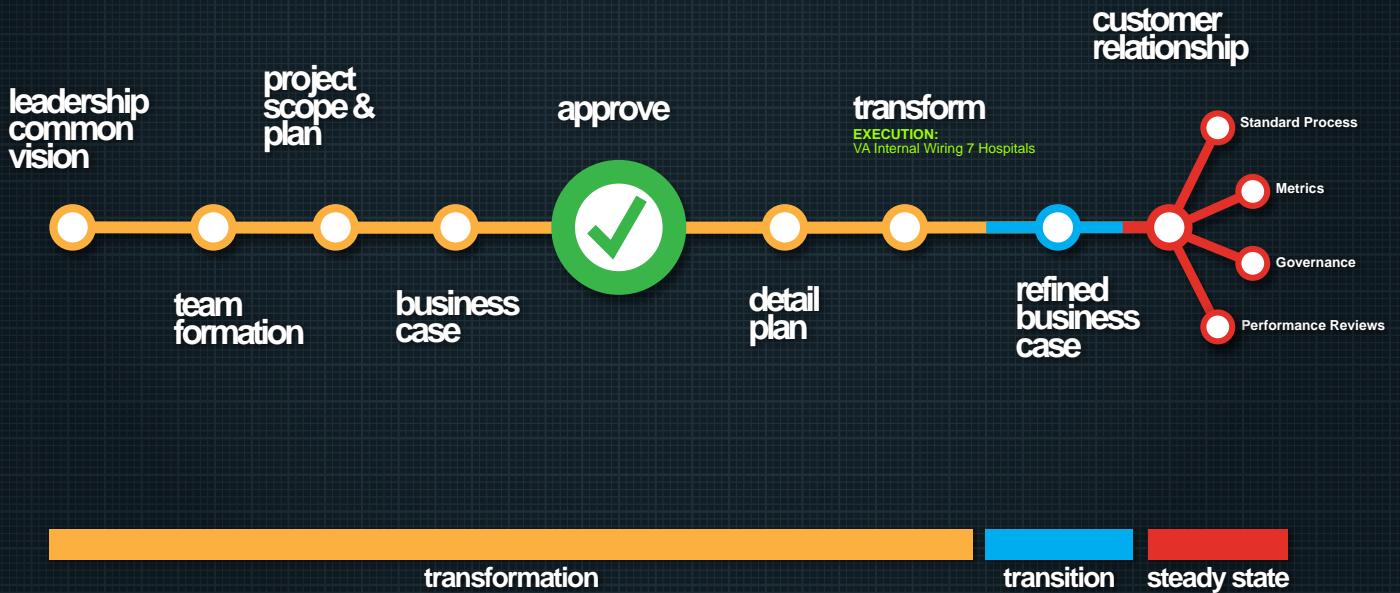 leadership
common
vision
team
formation
project
scope &
plan
business
case
approve
detail
plan
transform
EXECUTION:
VA Internal Wiring 7 Hospitals
refined
business
case
customer
relationship
Standard Process
Metrics
Governance
Performance Reviews
transformation
transition
steady state